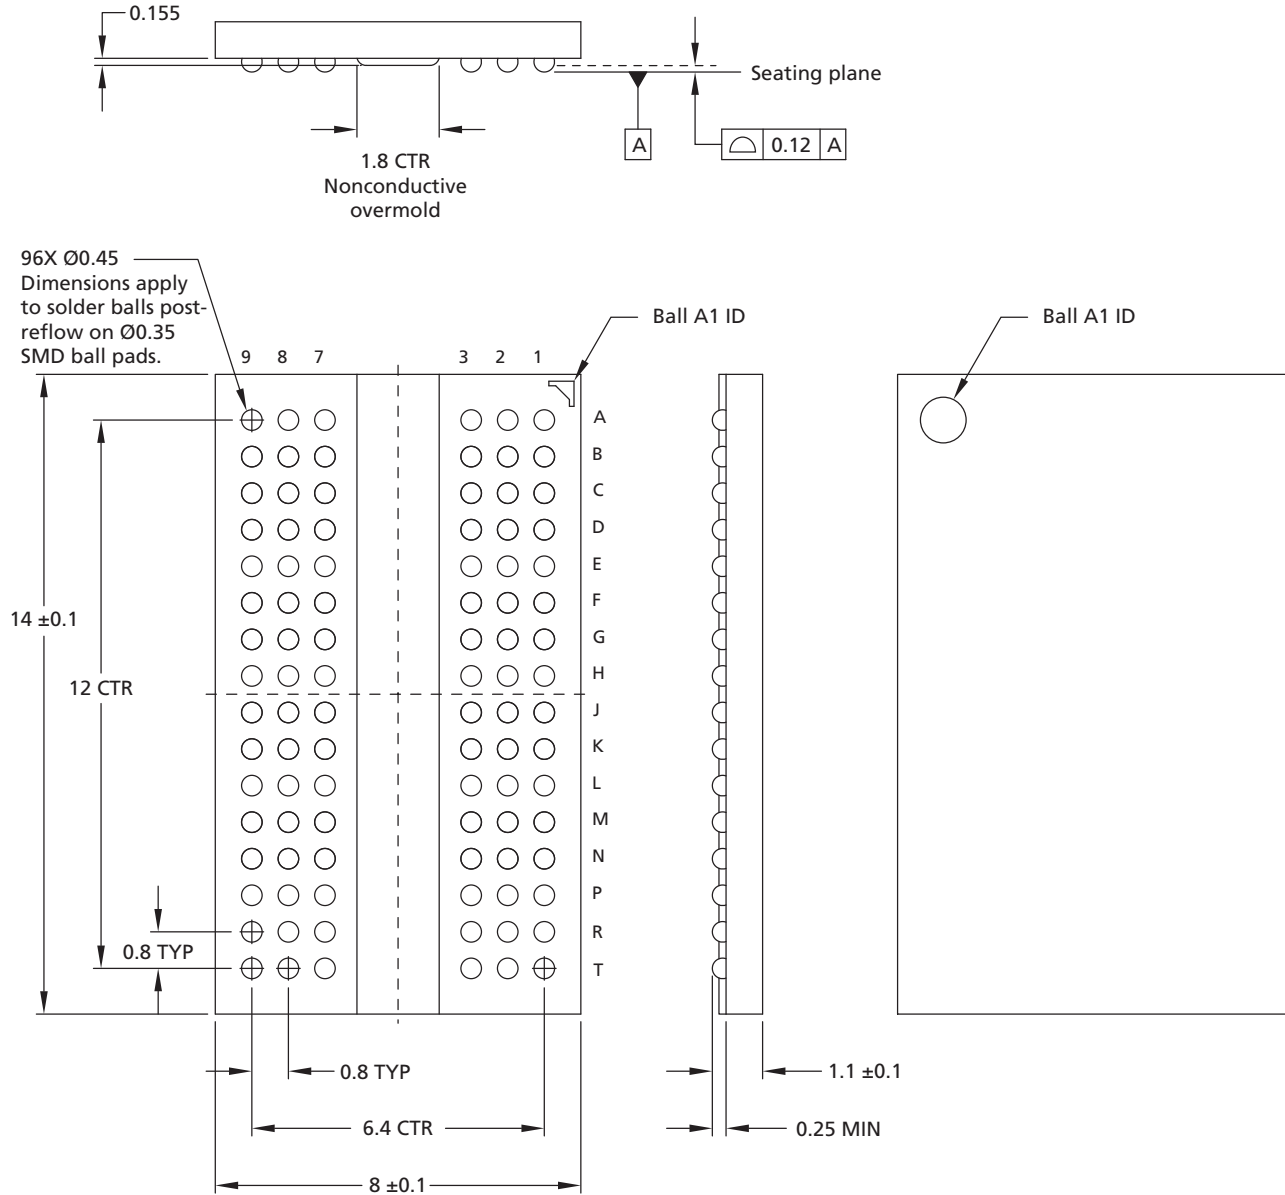 0.155
Seating plane
A
0.12 A
1.8 CTR
Nonconductive
overmold
96X Ø0.45
Dimensions apply
to solder balls post-
reflow on Ø0.35
SMD ball pads.
Ball A1 ID
Ball A1 ID
9 8 7 3 2 1
A
B
C
D
E
F
G
H
J
K
L
M
N
P
R
T
14 ±0.1
12 CTR
0.8 TYP
0.8 TYP
1.1 ±0.1
6.4 CTR
0.25 MIN
8 ±0.1